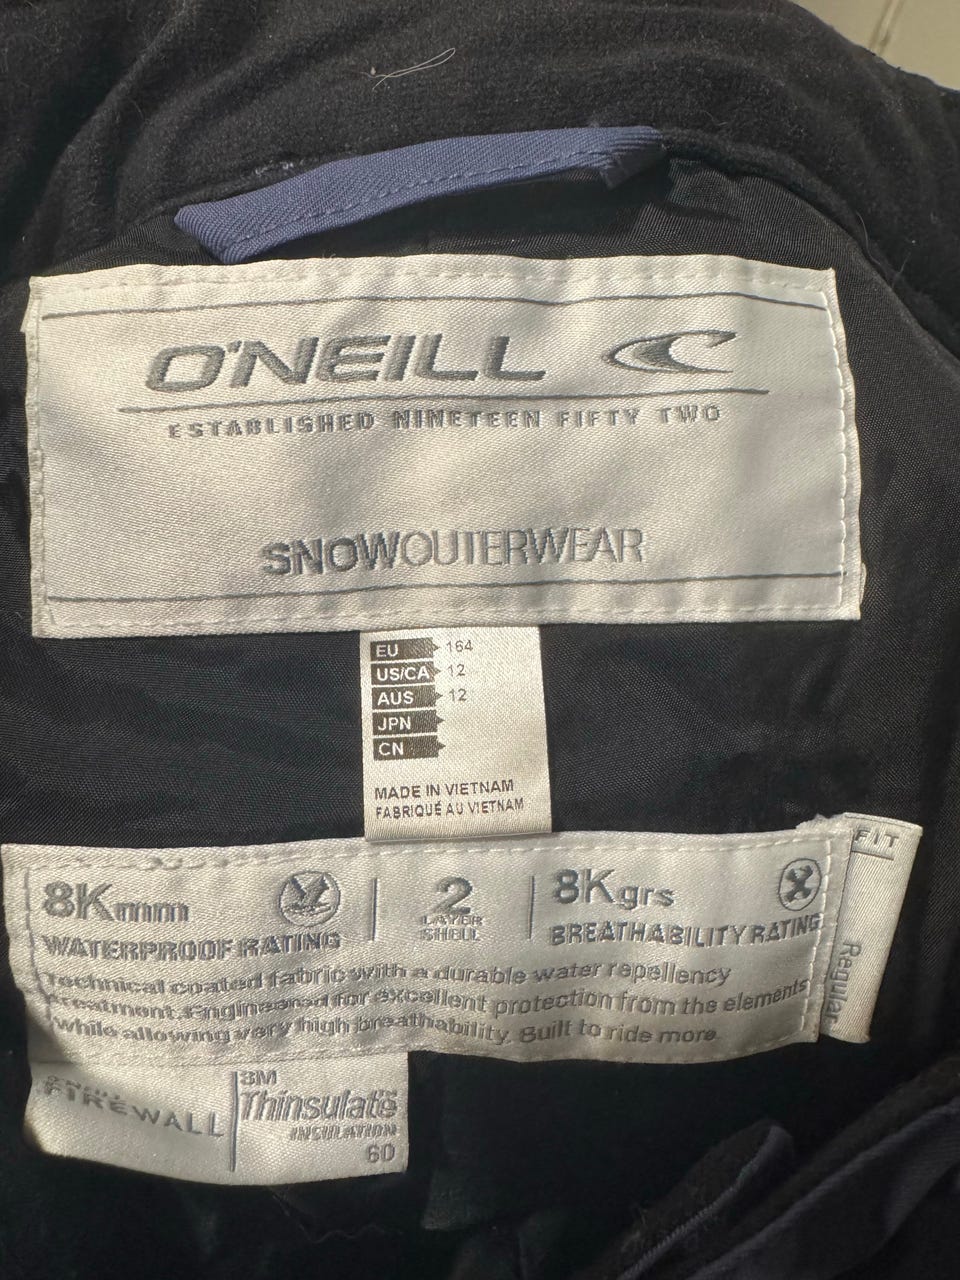 O'NEILL
ESTABLISHED NINETEEN FIFTY TWO
SNOWOUTERWEAR
EU 164
US/CA 12
AUS 12
JPN
CN
MADE IN VIETNAM
FABRIQUÉ AU VIETNAM
FIT
Regular
8Kmm
WATERPROOF RATING
2
LAYER
SHELL
8Kgrs
BREATHABILITY RATING
Technical coated fabric with a durable water repellency
treatment. Engineered for excellent protection from the elements
while allowing very high breathability. Built to ride more.
O'NEILL
FIREWALL
3M
Thinsulate
INSULATION
60